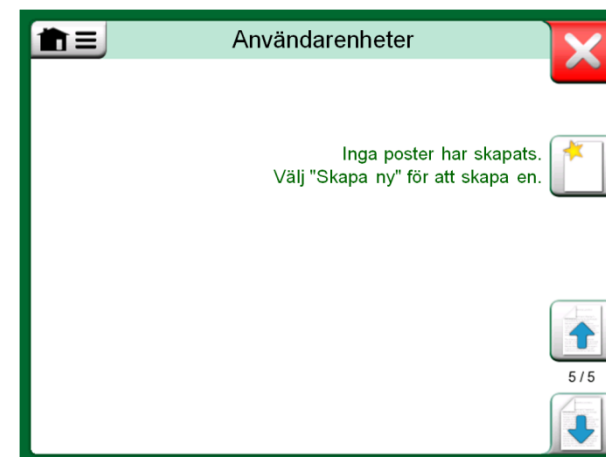 Användarenheter
Inga poster har skapats.
Välj "Skapa ny" för att skapa en.
5 / 5